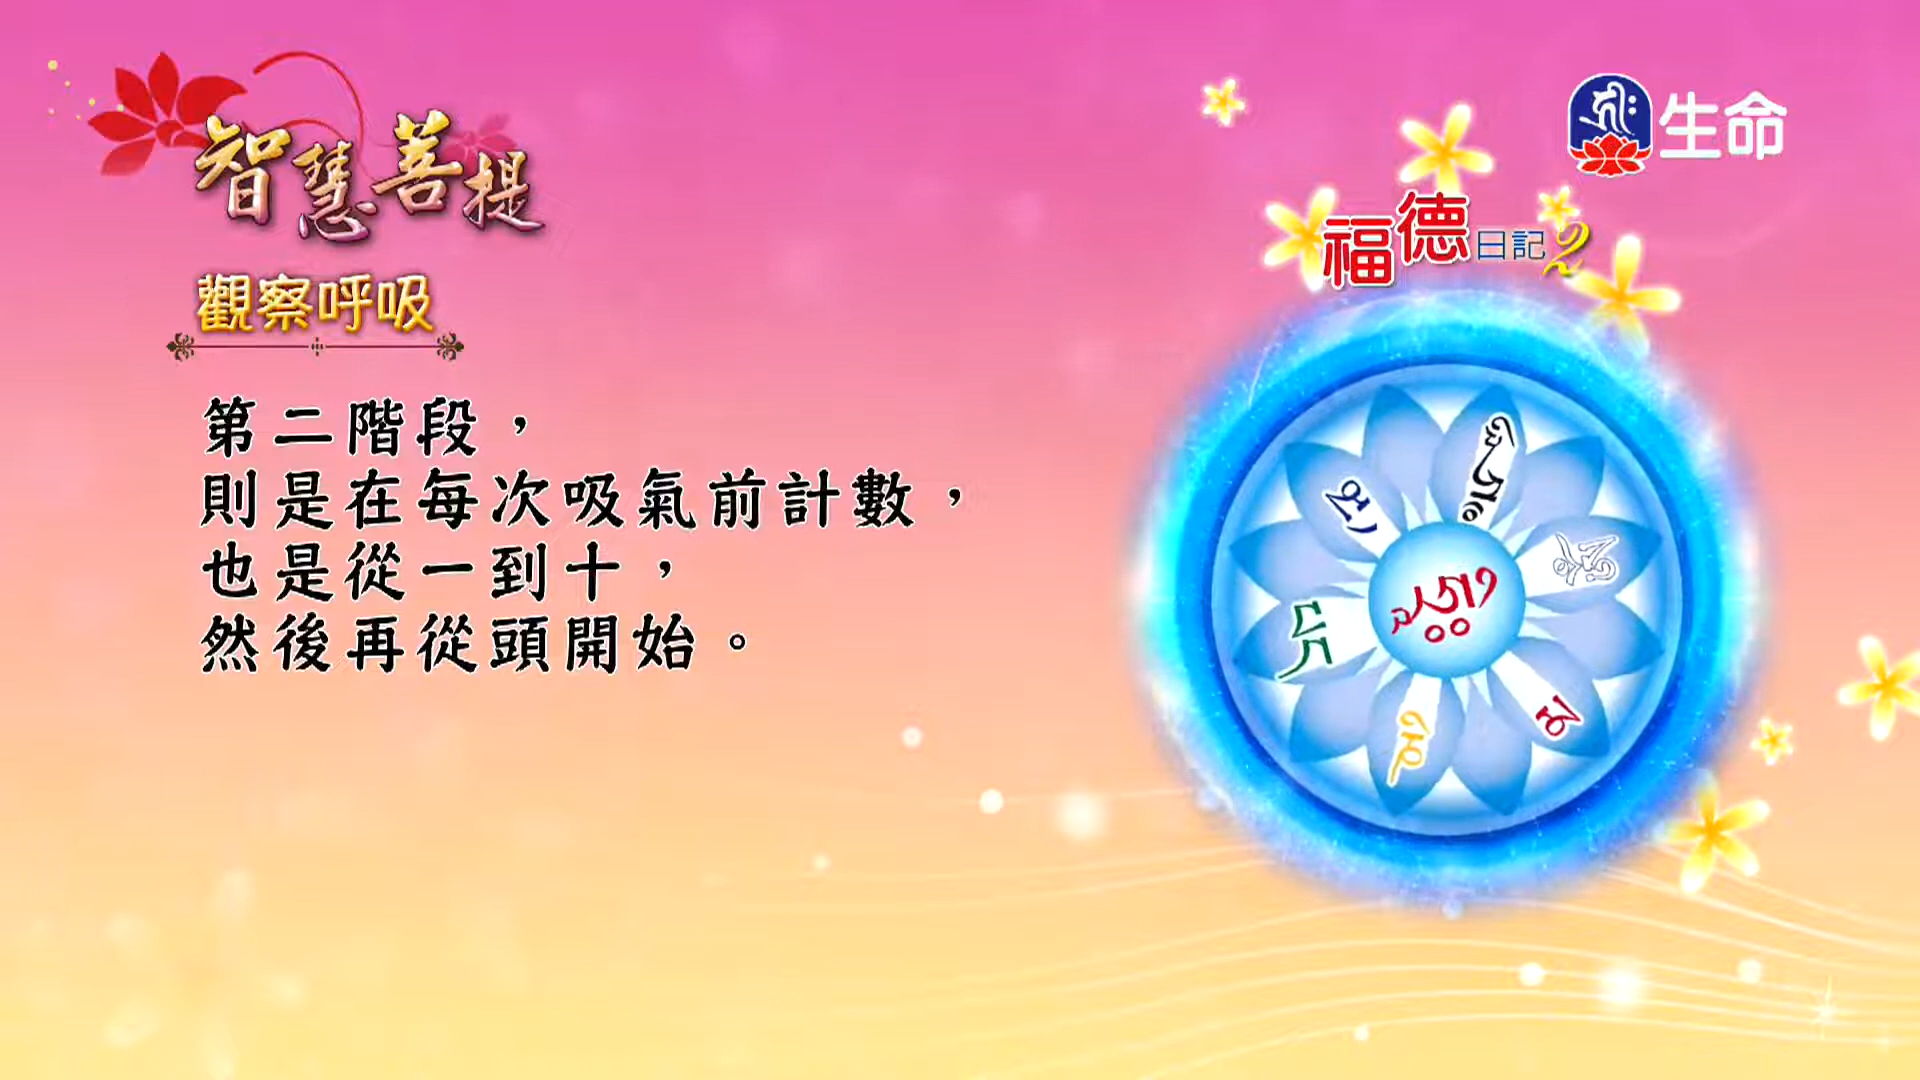 智慧菩提
觀察呼吸
第二階段，
則是在每次吸氣前計數，
也是從一到十，
然後再從頭開始。
生命
福德日記2